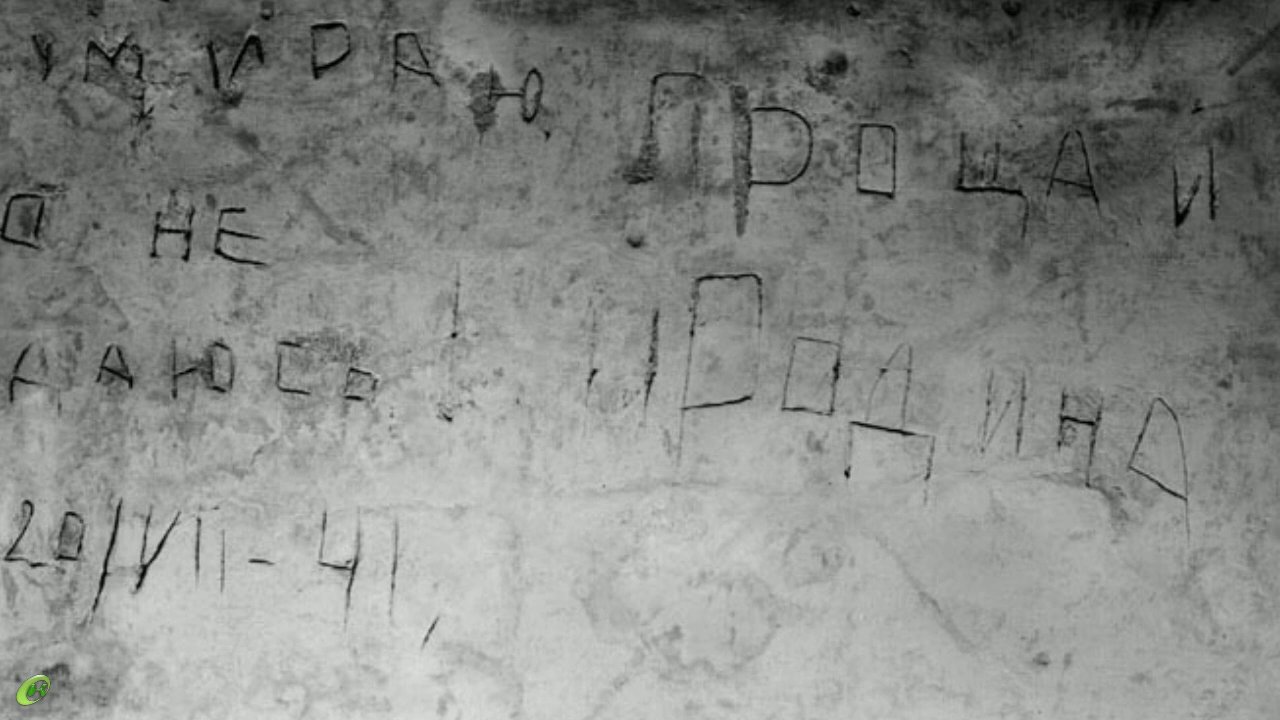 УМИРАЮ,
О НЕ
ДАЮСЬ!
ПРОЩАЙ
РОДИНА
20/VII-41